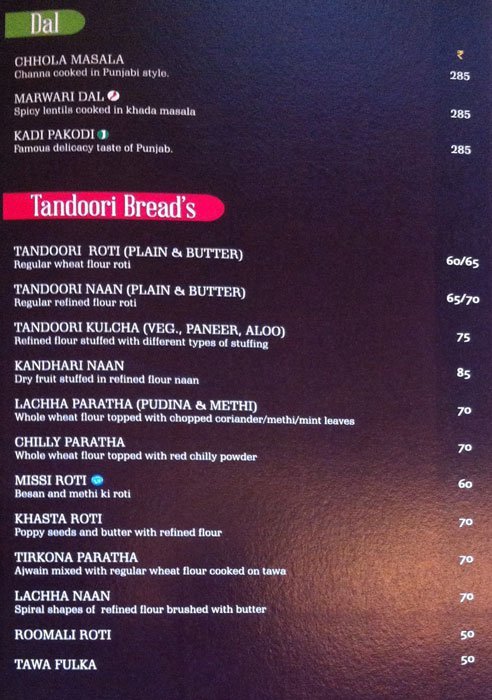 Dal
₹
CHHOLA MASALA
Channa cooked in Punjabi style. 285
MARWARI DAL
Spicy lentils cooked in khada masala 285
KADI PAKODI
Famous delicacy taste of Punjab. 285
Tandoori Bread's
TANDOORI ROTI (PLAIN & BUTTER) 60/65
Regular wheat flour roti
TANDOORI NAAN (PLAIN & BUTTER) 65/70
Regular refined flour roti
TANDOORI KULCHA (VEG., PANEER, ALOO) 75
Refined flour stuffed with different types of stuffing
KANDHARI NAAN 85
Dry fruit stuffed in refined flour naan
LACHHA PARATHA (PUDINA & METHI) 70
Whole wheat flour topped with chopped coriander/methi/mint leaves
CHILLY PARATHA 70
Whole wheat flour topped with red chilly powder
MISSI ROTI 60
Besan and methi ki roti
KHASTA ROTI 70
Poppy seeds and butter with refined flour
TIRKONA PARATHA 70
Ajwain mixed with regular wheat flour cooked on tawa
LACHHA NAAN 70
Spiral shapes of refined flour brushed with butter
ROOMALI ROTI 50
TAWA FULKA 50